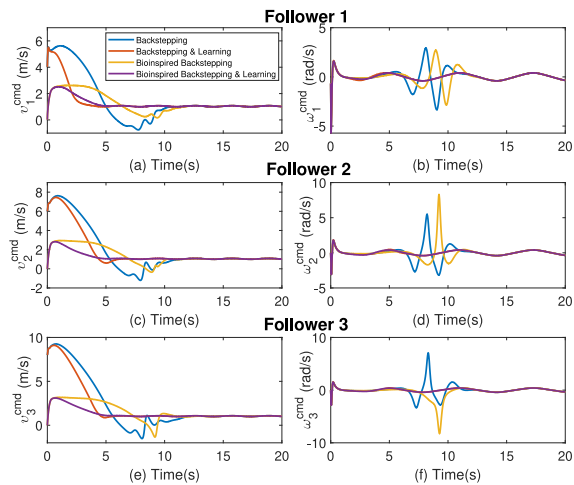 Follower 1
6
4
2
0
v₁ᶜᵐᵈ (m/s)
Backstepping
Backstepping & Learning
Bioinspired Backstepping
Bioinspired Backstepping & Learning
0 5 10 15 20
(a) Time(s)
5
0
-5
ω₁ᶜᵐᵈ (rad/s)
0 5 10 15 20
(b) Time(s)
Follower 2
8
6
4
2
0
-2
v₂ᶜᵐᵈ (m/s)
0 5 10 15 20
(c) Time(s)
10
5
0
-5
ω₂ᶜᵐᵈ (rad/s)
0 5 10 15 20
(d) Time(s)
Follower 3
10
5
0
v₃ᶜᵐᵈ (m/s)
0 5 10 15 20
(e) Time(s)
10
0
-10
ω₃ᶜᵐᵈ (rad/s)
0 5 10 15 20
(f) Time(s)